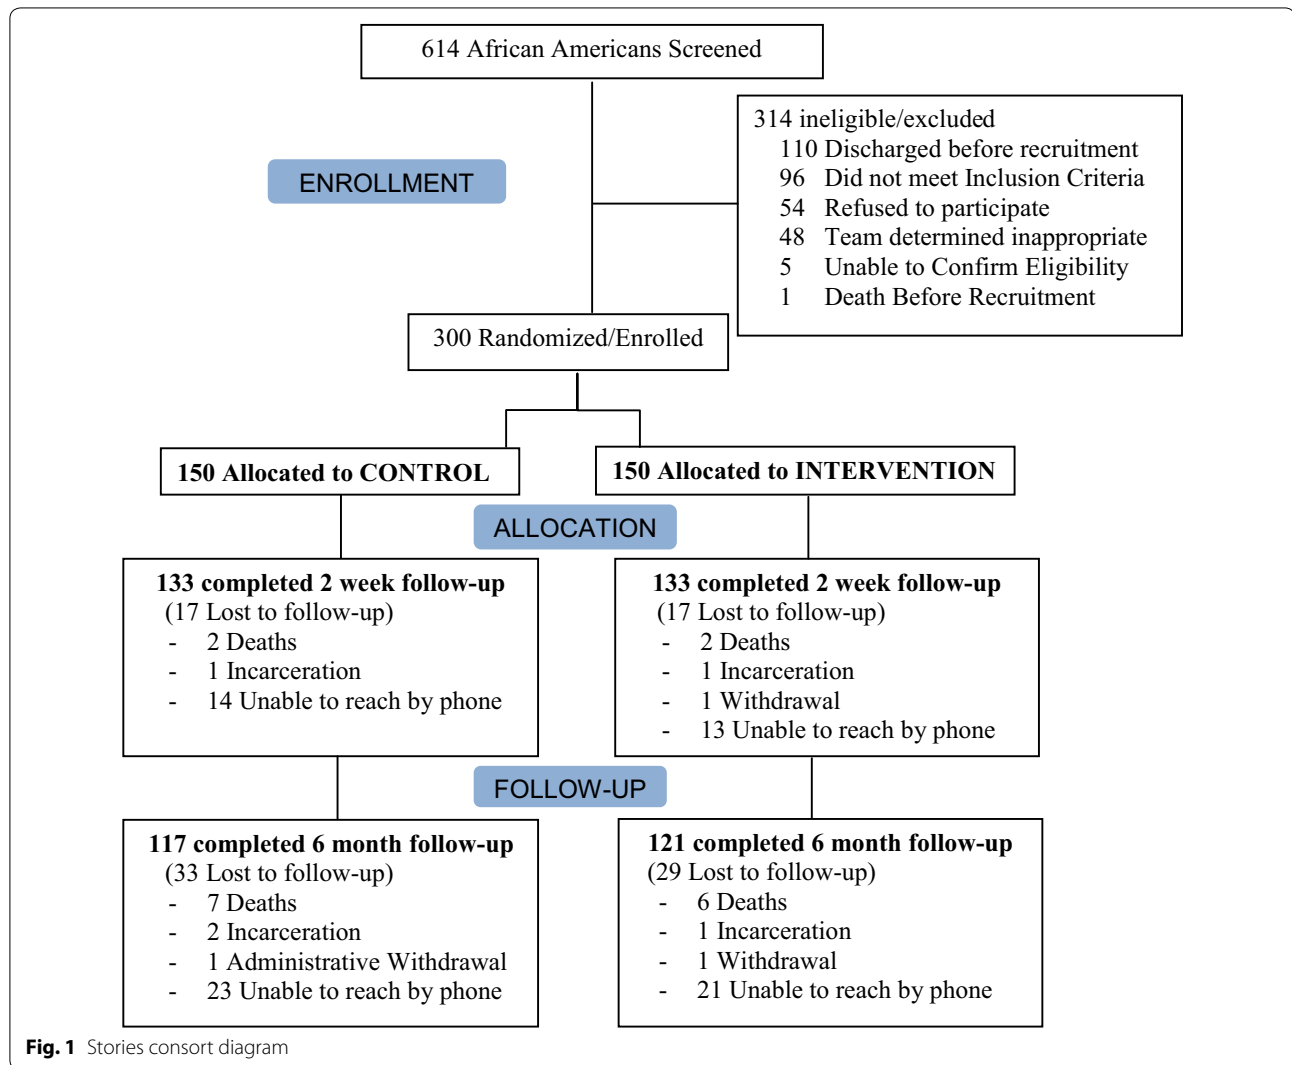 614 African Americans Screened
314 ineligible/excluded
110 Discharged before recruitment
96 Did not meet Inclusion Criteria
54 Refused to participate
48 Team determined inappropriate
5 Unable to Confirm Eligibility
1 Death Before Recruitment
ENROLLMENT
300 Randomized/Enrolled
150 Allocated to CONTROL
150 Allocated to INTERVENTION
ALLOCATION
133 completed 2 week follow-up
(17 Lost to follow-up)
- 2 Deaths
- 1 Incarceration
- 14 Unable to reach by phone
133 completed 2 week follow-up
(17 Lost to follow-up)
- 2 Deaths
- 1 Incarceration
- 1 Withdrawal
- 13 Unable to reach by phone
FOLLOW-UP
117 completed 6 month follow-up
(33 Lost to follow-up)
- 7 Deaths
- 2 Incarceration
- 1 Administrative Withdrawal
- 23 Unable to reach by phone
121 completed 6 month follow-up
(29 Lost to follow-up)
- 6 Deaths
- 1 Incarceration
- 1 Withdrawal
- 21 Unable to reach by phone
Fig. 1 Stories consort diagram